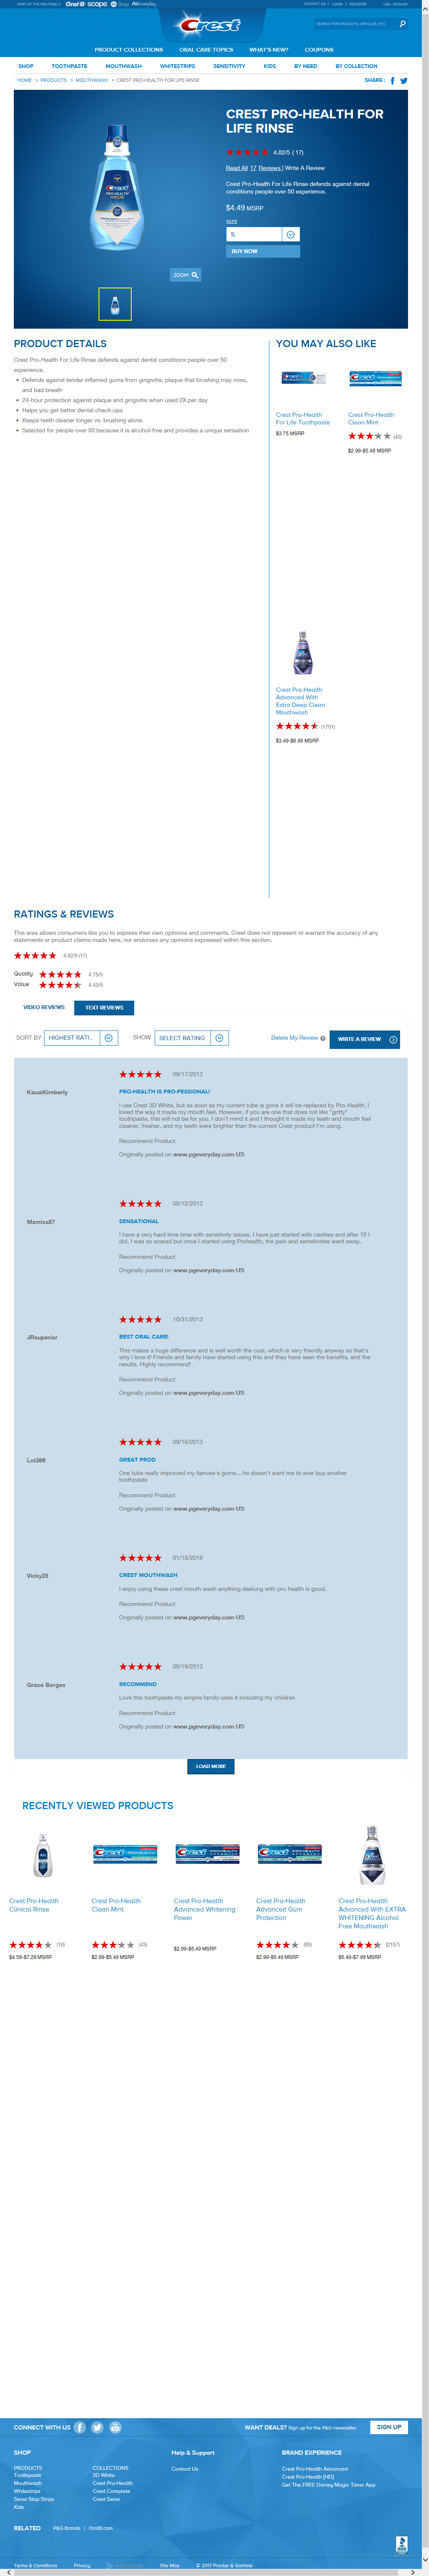 PART OF THE P&G FAMILY
Oral-B
scope
Shop
P&Geveryday
CONTACT US | LOGIN | REGISTER
USA - ENGLISH
Crest
SEARCH FOR PRODUCTS, ARTICLES, ETC
PRODUCT COLLECTIONS
ORAL CARE TOPICS
WHAT'S NEW?
COUPONS
SHOP
TOOTHPASTE
MOUTHWASH
WHITESTRIPS
SENSITIVITY
KIDS
BY NEED
BY COLLECTION
HOME > PRODUCTS > MOUTHWASH > CREST PRO-HEALTH FOR LIFE RINSE
SHARE :
CREST PRO-HEALTH FOR
LIFE RINSE
4.82/5 ( 17)
Read All 17 Reviews | Write A Review
Crest Pro-Health For Life Rinse defends against dental
conditions people over 50 experience.
$4.49 MSRP
SIZE
1L
BUY NOW
ZOOM
PRODUCT DETAILS
Crest Pro-Health For Life Rinse defends against dental conditions people over 50
experience.
• Defends against tender inflamed gums from gingivitis, plaque that brushing may miss,
and bad breath
• 24-hour protection against plaque and gingivitis when used 2X per day
• Helps you get better dental check-ups
• Keeps teeth cleaner longer vs. brushing alone
• Selected for people over 50 because it is alcohol-free and provides a unique sensation
YOU MAY ALSO LIKE
Crest Pro-Health
For Life Toothpaste
$3.75 MSRP
Crest Pro-Health
Clean Mint
(43)
$2.99-$5.49 MSRP
Crest Pro-Health
Advanced With
Extra Deep Clean
Mouthwash
(1701)
$3.49-$6.99 MSRP
RATINGS & REVIEWS
This area allows consumers like you to express their own opinions and comments. Crest does not represent or warrant the accuracy of any
statements or product claims made here, nor endorses any opinions expressed within this section.
4.82/5 (17)
Quality 4.75/5
Value 4.43/5
VIDEO REVIEWS
TEXT REVIEWS
SORT BY
HIGHEST RATI...
SHOW
SELECT RATING
Delete My Review
WRITE A REVIEW
09/17/2013
KauaiKimberly
PRO-HEALTH IS PRO-FESSIONAL!
I use Crest 3D White, but as soon as my current tube is gone it will be replaced by Pro-Health. I
loved the way it made my mouth feel. However, if you are one that does not like "gritty"
toothpaste, this will not be for you. I don't mind it and I thought it made my teeth and mouth feel
cleaner, fresher, and my teeth were brighter than the current Crest product I'm using.
Recommend Product
Originally posted on www.pgeveryday.com US
08/12/2013
Msmiss87
SENSATIONAL
I have a very hard time time with sensitivity issues. I have just started with cavities and after 18 I
did. I was so scared but once I started using Prohealth, the pain and sensitivities went away.
Recommend Product
Originally posted on www.pgeveryday.com US
10/31/2013
JRsuperior
BEST ORAL CARE!
This makes a huge difference and is well worth the cost, which is very friendly anyway so that's
why I love it! Friends and family have started using this and they have seen the benefits, and the
results. Highly recommend!
Recommend Product
Originally posted on www.pgeveryday.com US
09/16/2013
Lot386
GREAT PROD
One tube really improved my fiancee's gums... he doesn't want me to ever buy another
toothpaste
Recommend Product
Originally posted on www.pgeveryday.com US
01/18/2016
Vicky25
CREST MOUTHWASH
I enjoy using these crest mouth wash anything daelung with pro health is good.
Recommend Product
Originally posted on www.pgeveryday.com US
08/19/2013
Grace Borges
RECOMMEND
Love this toothpaste my empire family uses it including my children
Recommend Product
Originally posted on www.pgeveryday.com US
LOAD MORE
RECENTLY VIEWED PRODUCTS
Crest Pro-Health
Clinical Rinse
$4.59-$7.29 MSRP
Crest Pro-Health
Clean Mint
(43)
$2.99-$5.49 MSRP
Crest Pro-Health
Advanced Whitening
Power
$2.99-$5.49 MSRP
Crest Pro-Health
Advanced Gum
Protection
$2.99-$5.49 MSRP
Crest Pro-Health
Advanced With EXTRA
WHITENING Alcohol
Free Mouthwash
(2157)
$5.49-$7.99 MSRP
CONNECT WITH US
WANT DEALS? Sign up for the P&G newsletter:
SIGN UP
SHOP
PRODUCTS
Toothpaste
Mouthwash
Whitestrips
Sensi Stop Strips
Kids
COLLECTIONS
3D White
Crest Pro-Health
Crest Complete
Crest Sensi
Help & Support
Contact Us
BRAND EXPERIENCE
Crest Pro-Health Advanced
Crest Pro-Health [HD]
Get The FREE Disney Magic Timer App
RELATED
P&G Brands | OralB.com
BBB
Terms & Conditions
Privacy
AdChoices
Site Map
© 2017 Procter & Gamble